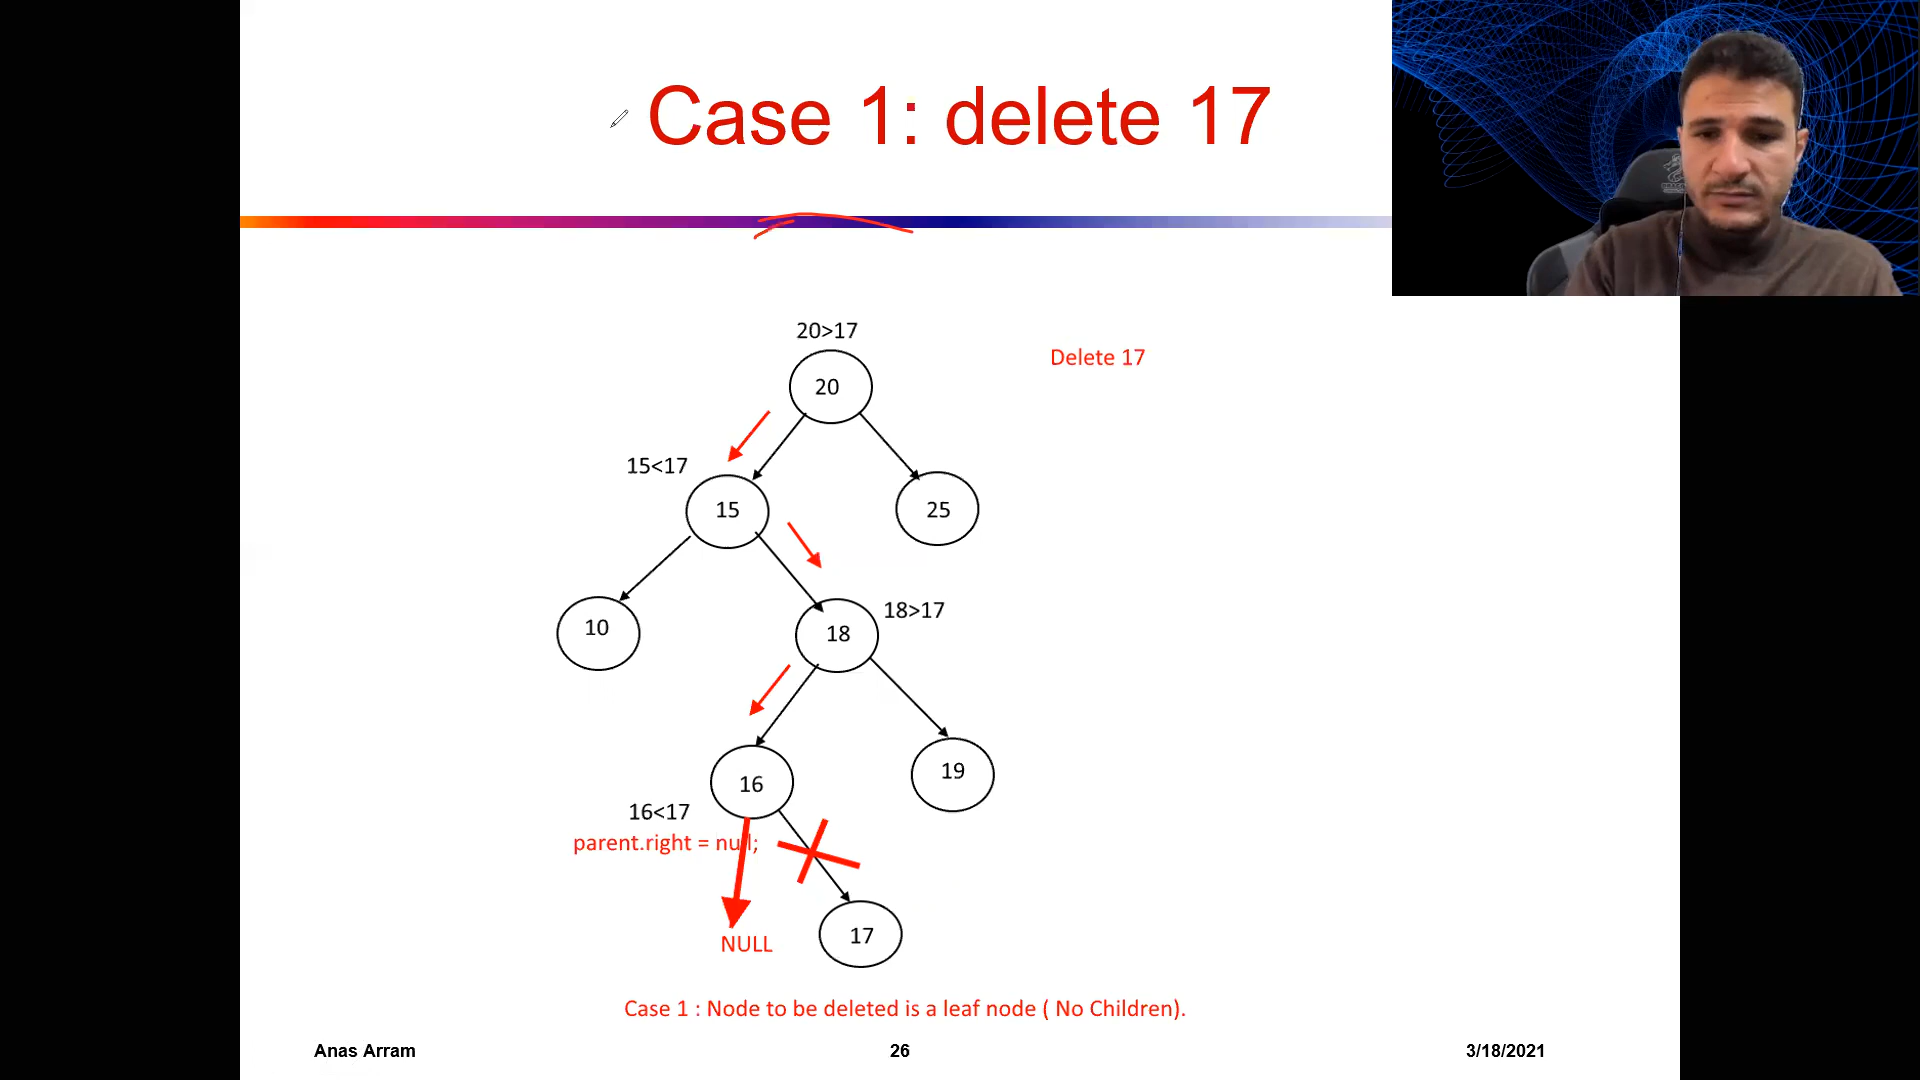 Case 1: delete 17
20>17
Delete 17
20
15<17
15
25
10
18
18>17
16
19
16<17
parent.right = null;
NULL
17
Case 1 : Node to be deleted is a leaf node ( No Children).
Anas Arram
26
3/18/2021